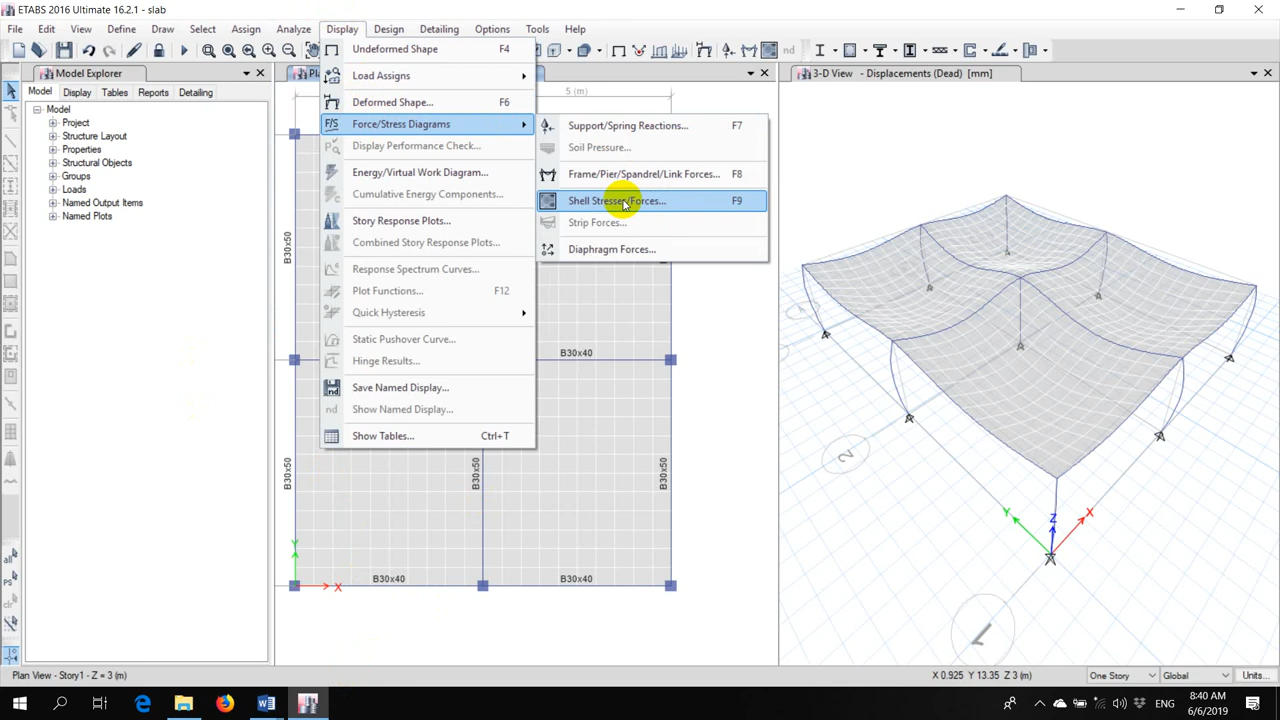 ETABS 2016 Ultimate 16.2.1 - slab
File Edit View Define Draw Select Assign Analyze Display Design Detailing Options Tools Help
nd
Model Explorer
Model Display Tables Reports Detailing
Model
Project
Structure Layout
Properties
Structural Objects
Groups
Loads
Named Output Items
Named Plots
Undeformed Shape F4
Load Assigns
Deformed Shape... F6
Force/Stress Diagrams
Display Performance Check...
Energy/Virtual Work Diagram...
Cumulative Energy Components...
Story Response Plots...
Combined Story Response Plots...
Response Spectrum Curves...
Plot Functions... F12
Quick Hysteresis
Static Pushover Curve...
Hinge Results...
Save Named Display...
nd Show Named Display...
Show Tables... Ctrl+T
Support/Spring Reactions... F7
Soil Pressure...
Frame/Pier/Spandrel/Link Forces... F8
Shell Stresses/Forces... F9
Strip Forces...
Diaphragm Forces...
5 (m)
B30x50
B30x40
B30x50
B30x50
B30x50
B30x40
B30x40
Y
X
3-D View - Displacements (Dead) [mm]
2
1
Y
Z
X
all
PS
clr
Plan View - Story1 - Z = 3 (m)
X 0.925 Y 13.35 Z 3 (m)
One Story
Global
Units...
ENG
8:40 AM
6/6/2019